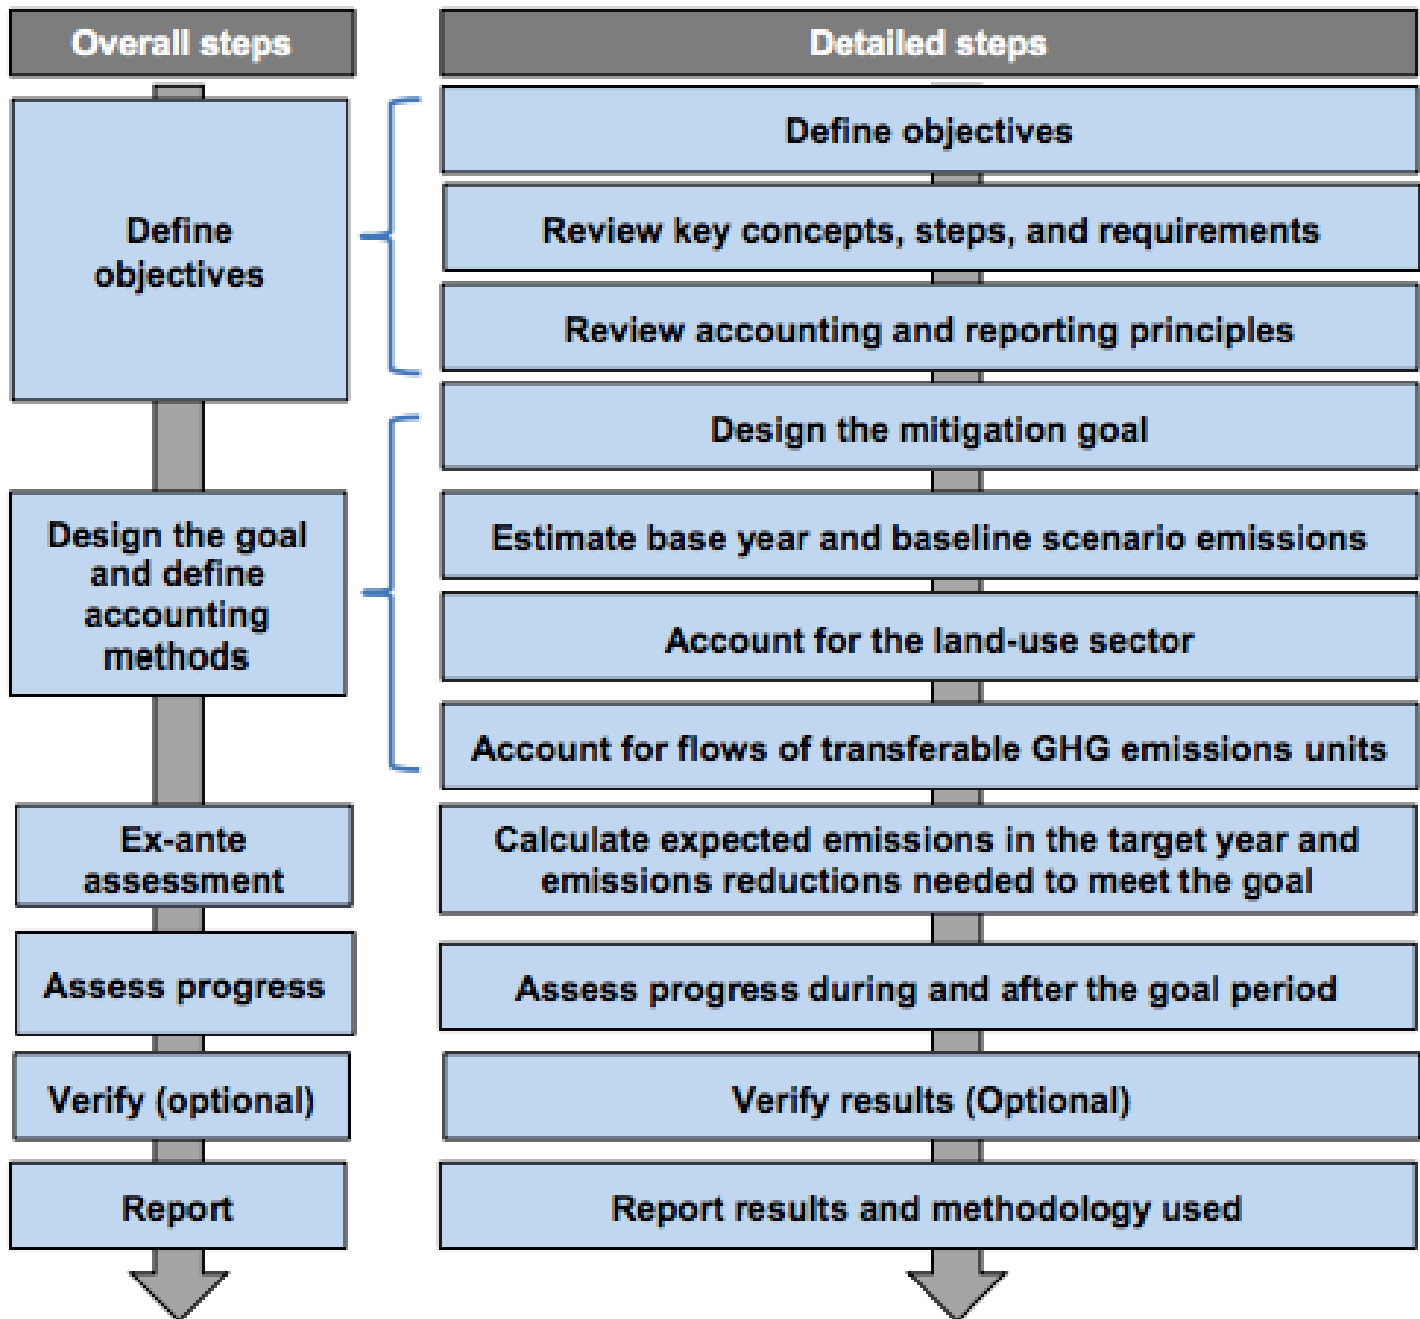 Overall steps
Detailed steps
Define
objectives
Define objectives
Review key concepts, steps, and requirements
Review accounting and reporting principles
Design the goal
and define
accounting
methods
Design the mitigation goal
Estimate base year and baseline scenario emissions
Account for the land-use sector
Account for flows of transferable GHG emissions units
Ex-ante
assessment
Calculate expected emissions in the target year and
emissions reductions needed to meet the goal
Assess progress
Assess progress during and after the goal period
Verify (optional)
Verify results (Optional)
Report
Report results and methodology used